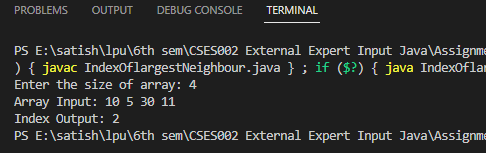 PROBLEMS OUTPUT DEBUG CONSOLE TERMINAL
PS E:\satish\lpu\6th sem\CSES002 External Expert Input Java\Assignme
) { javac IndexOflargestNeighbour.java } ; if ($?) { java IndexOflar
Enter the size of array: 4
Array Input: 10 5 30 11
Index Output: 2
PS E:\satish\lpu\6th sem\CSES002 External Expert Input Java\Assignme